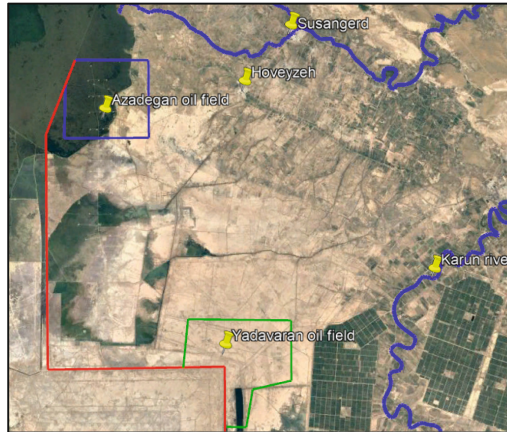 Susangerd
Hoveyzeh
Azadegan oil field
Karun rive
Yadavaran oil field